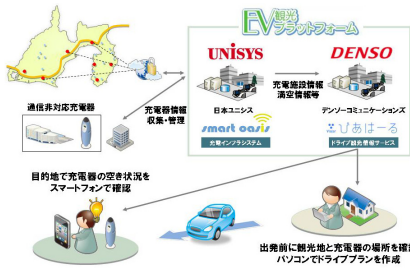 EV観光
プラットフォーム
UNISYS
DENSO
充電施設情報
満空情報等
通信非対応充電器
充電器情報
収集・管理
日本ユニシス
デンソーコミュニケーションズ
smart oasis
充電インフラシステム
ぴあはーる
ドライブ観光情報サービス
目的地で充電器の空き状況を
スマートフォンで確認
出発前に観光地と充電器の場所を確
パソコンでドライブプランを作成